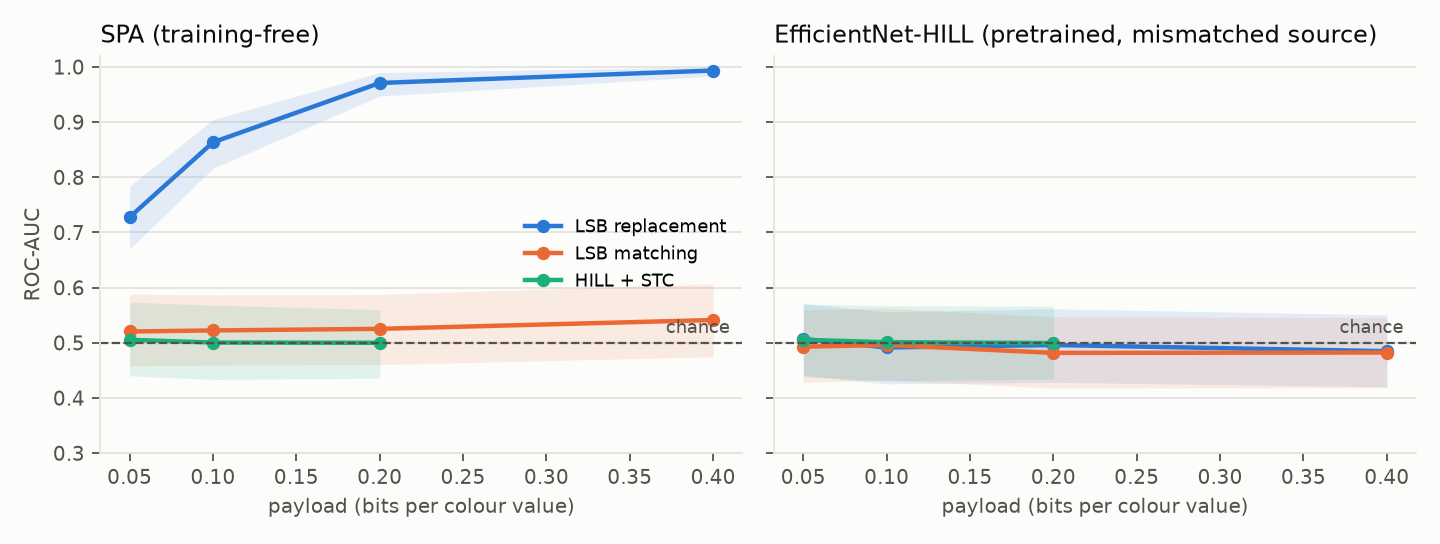 SPA (training-free)
EfficientNet-HILL (pretrained, mismatched source)
ROC-AUC
1.0
0.9
0.8
0.7
0.6
0.5
0.4
0.3
LSB replacement
LSB matching
HILL + STC
chance
chance
0.05 0.10 0.15 0.20 0.25 0.30 0.35 0.40
payload (bits per colour value)
0.05 0.10 0.15 0.20 0.25 0.30 0.35 0.40
payload (bits per colour value)